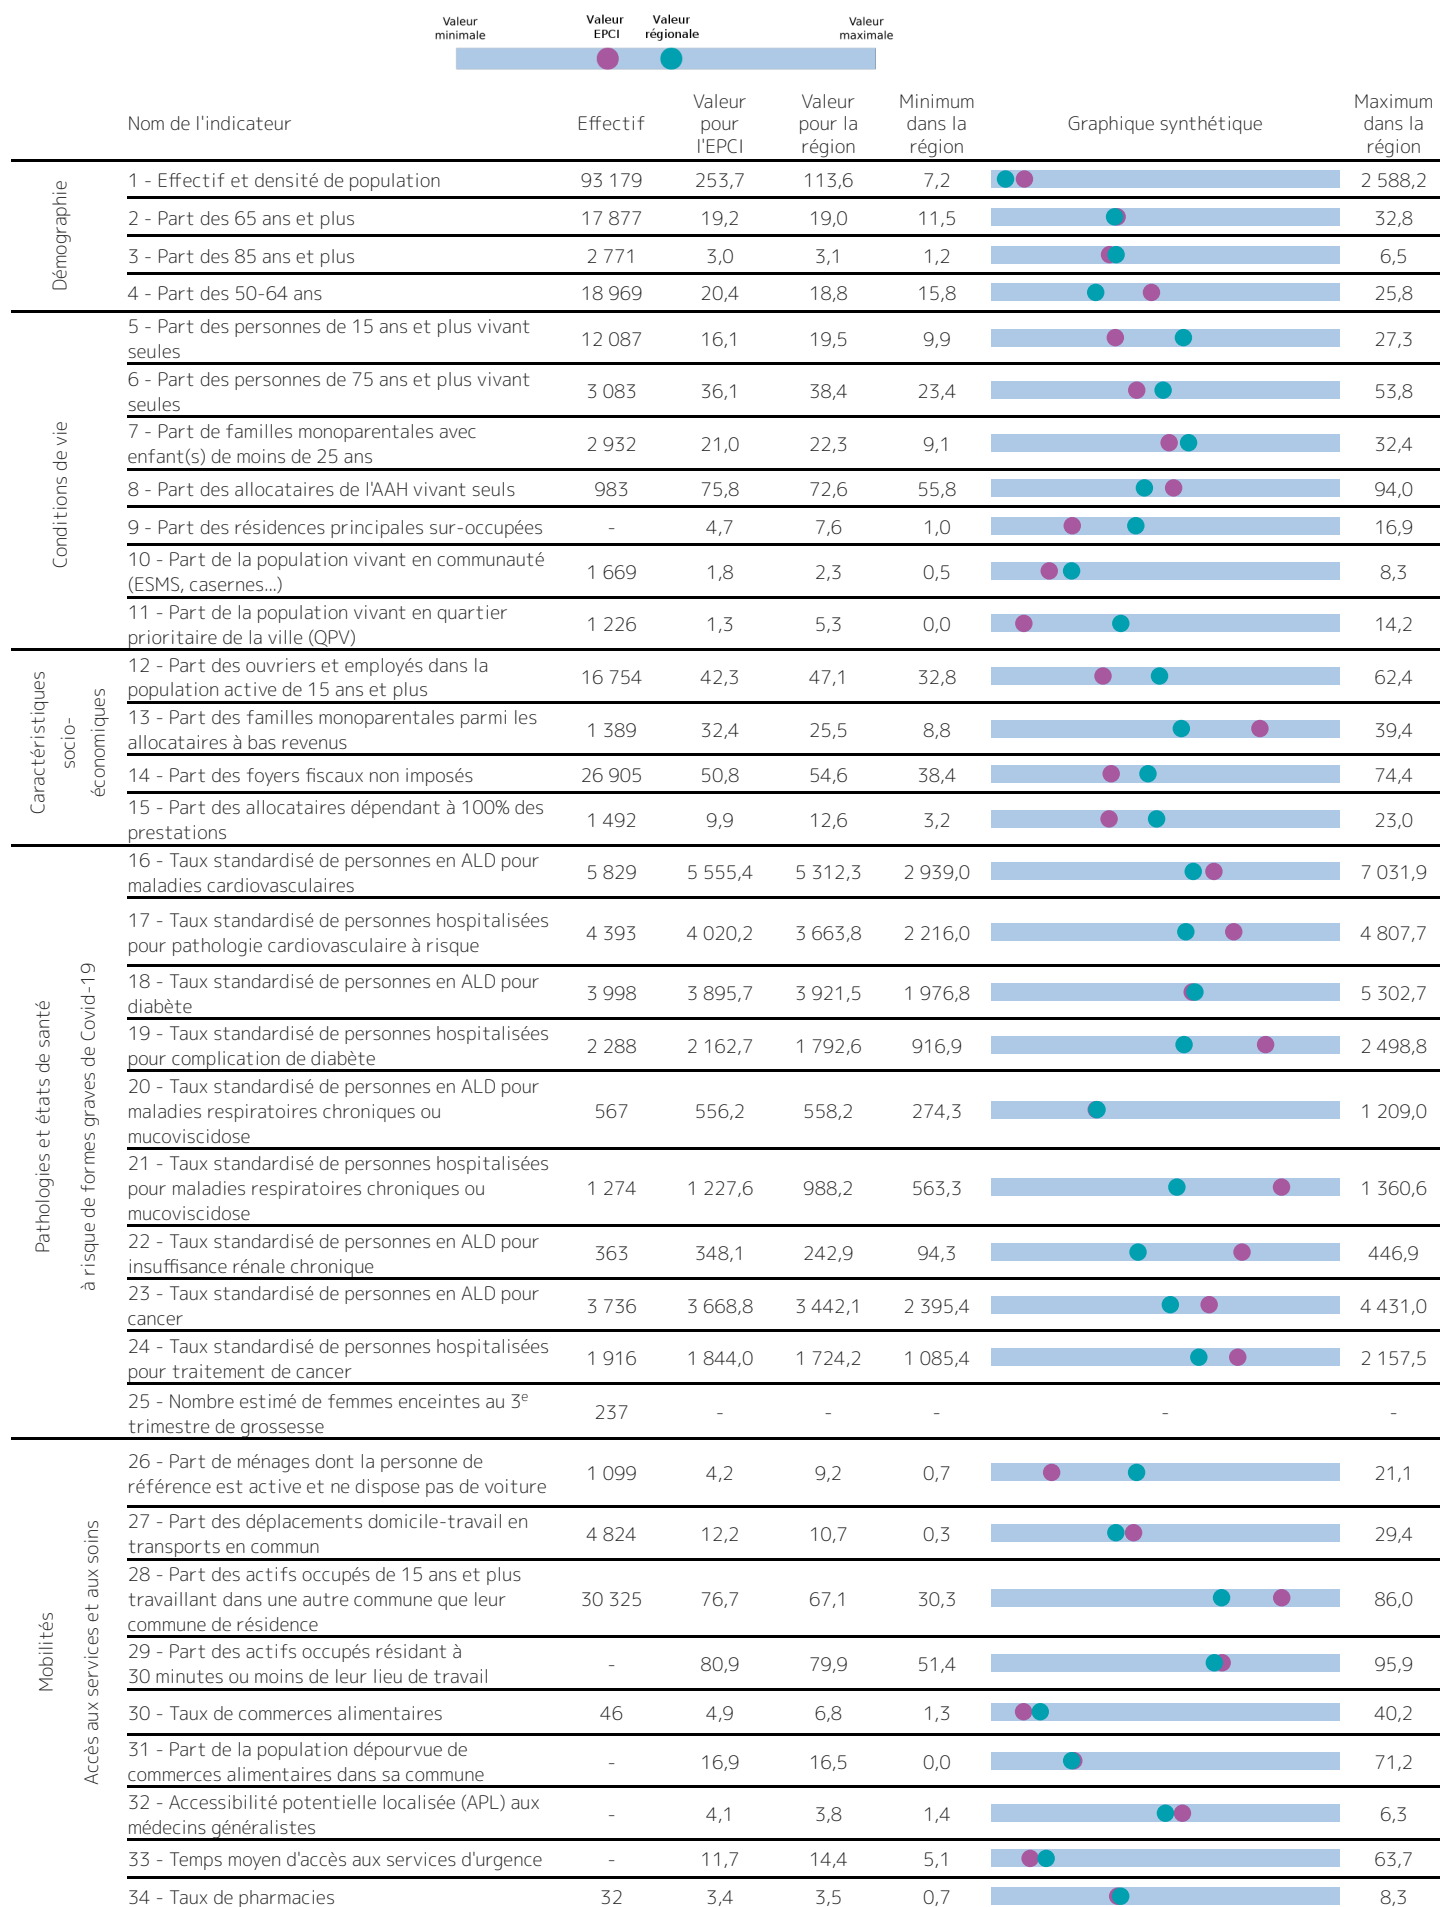 Valeur minimale
Valeur EPCI
Valeur régionale
Valeur maximale
Nom de l'indicateur Effectif Valeur pour l'EPCI Valeur pour la région Minimum dans la région Graphique synthétique Maximum dans la région
Démographie
1 - Effectif et densité de population 93 179 253,7 113,6 7,2 2 588,2
2 - Part des 65 ans et plus 17 877 19,2 19,0 11,5 32,8
3 - Part des 85 ans et plus 2 771 3,0 3,1 1,2 6,5
4 - Part des 50-64 ans 18 969 20,4 18,8 15,8 25,8
Conditions de vie
5 - Part des personnes de 15 ans et plus vivant
seules 12 087 16,1 19,5 9,9 27,3
6 - Part des personnes de 75 ans et plus vivant
seules 3 083 36,1 38,4 23,4 53,8
7 - Part de familles monoparentales avec
enfant(s) de moins de 25 ans 2 932 21,0 22,3 9,1 32,4
8 - Part des allocataires de l'AAH vivant seuls 983 75,8 72,6 55,8 94,0
9 - Part des résidences principales sur-occupées - 4,7 7,6 1,0 16,9
10 - Part de la population vivant en communauté
(ESMS, casernes...) 1 669 1,8 2,3 0,5 8,3
11 - Part de la population vivant en quartier
prioritaire de la ville (QPV) 1 226 1,3 5,3 0,0 14,2
Caractéristiques
socio-
économiques
12 - Part des ouvriers et employés dans la
population active de 15 ans et plus 16 754 42,3 47,1 32,8 62,4
13 - Part des familles monoparentales parmi les
allocataires à bas revenus 1 389 32,4 25,5 8,8 39,4
14 - Part des foyers fiscaux non imposés 26 905 50,8 54,6 38,4 74,4
15 - Part des allocataires dépendant à 100% des
prestations 1 492 9,9 12,6 3,2 23,0
Pathologies et états de santé
à risque de formes graves de Covid-19
16 - Taux standardisé de personnes en ALD pour
maladies cardiovasculaires 5 829 5 555,4 5 312,3 2 939,0 7 031,9
17 - Taux standardisé de personnes hospitalisées
pour pathologie cardiovasculaire à risque 4 393 4 020,2 3 663,8 2 216,0 4 807,7
18 - Taux standardisé de personnes en ALD pour
diabète 3 998 3 895,7 3 921,5 1 976,8 5 302,7
19 - Taux standardisé de personnes hospitalisées
pour complication de diabète 2 288 2 162,7 1 792,6 916,9 2 498,8
20 - Taux standardisé de personnes en ALD pour
maladies respiratoires chroniques ou
mucoviscidose 567 556,2 558,2 274,3 1 209,0
21 - Taux standardisé de personnes hospitalisées
pour maladies respiratoires chroniques ou
mucoviscidose 1 274 1 227,6 988,2 563,3 1 360,6
22 - Taux standardisé de personnes en ALD pour
insuffisance rénale chronique 363 348,1 242,9 94,3 446,9
23 - Taux standardisé de personnes en ALD pour
cancer 3 736 3 668,8 3 442,1 2 395,4 4 431,0
24 - Taux standardisé de personnes hospitalisées
pour traitement de cancer 1 916 1 844,0 1 724,2 1 085,4 2 157,5
25 - Nombre estimé de femmes enceintes au 3e
trimestre de grossesse 237 - - - - -
Mobilités
Accès aux services et aux soins
26 - Part de ménages dont la personne de
référence est active et ne dispose pas de voiture 1 099 4,2 9,2 0,7 21,1
27 - Part des déplacements domicile-travail en
transports en commun 4 824 12,2 10,7 0,3 29,4
28 - Part des actifs occupés de 15 ans et plus
travaillant dans une autre commune que leur
commune de résidence 30 325 76,7 67,1 30,3 86,0
29 - Part des actifs occupés résidant à
30 minutes ou moins de leur lieu de travail - 80,9 79,9 51,4 95,9
30 - Taux de commerces alimentaires 46 4,9 6,8 1,3 40,2
31 - Part de la population dépourvue de
commerces alimentaires dans sa commune - 16,9 16,5 0,0 71,2
32 - Accessibilité potentielle localisée (APL) aux
médecins généralistes - 4,1 3,8 1,4 6,3
33 - Temps moyen d'accès aux services d'urgence - 11,7 14,4 5,1 63,7
34 - Taux de pharmacies 32 3,4 3,5 0,7 8,3